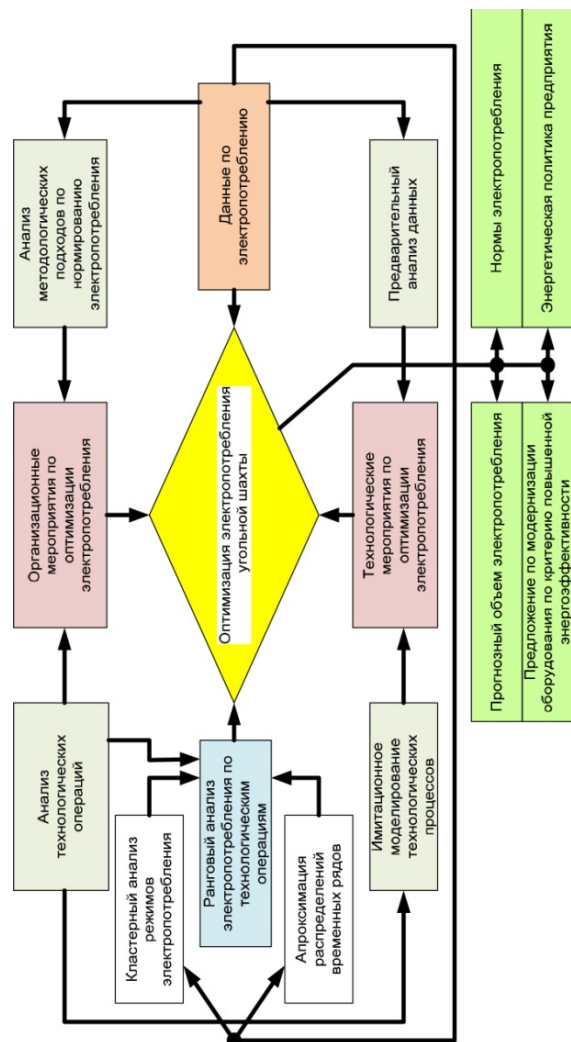 Анализ
технологических
операций
Организационные
мероприятия по
оптимизации
электропотребления
Анализ
методологических
подходов по
нормированию
электропотребления
Кластерный анализ
режимов
электропотребления
Ранговый анализ
электропотребления по
технологическим
операциям
Апроксимация
распределений
временных рядов
Оптимизация электропотребления
угольной шахты
Данные по
электропотреблению
Имитационное
моделирование
технологических
процессов
Технологические
мероприятия по
оптимизации
электропотребления
Предварительный
анализ данных
Прогнозный объем электропотребления
Нормы электропотребления
Предложение по модернизации
оборудования по критерию повышенной
энергоэффективности
Энергетическая политика предприятия